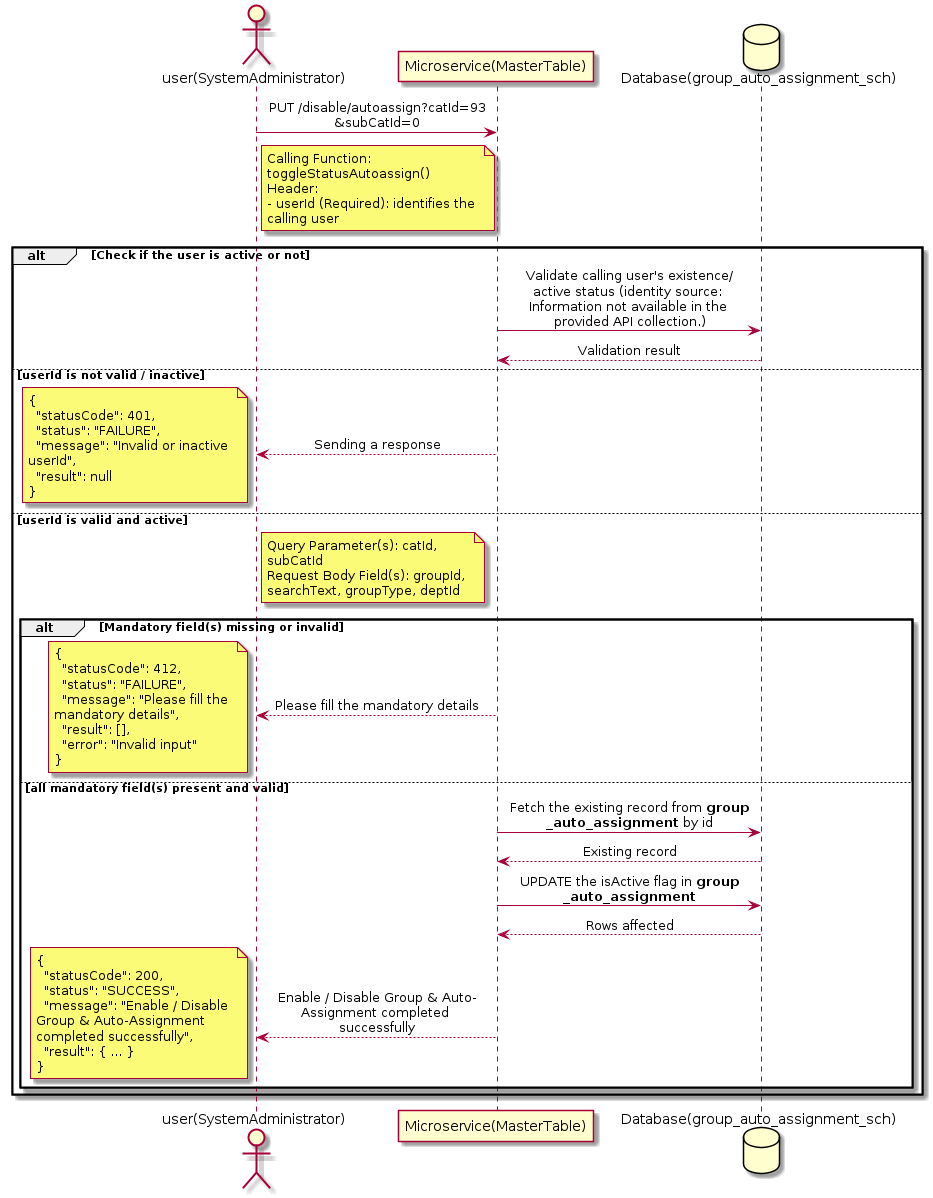 user(SystemAdministrator)
Microservice(MasterTable)
Database(group_auto_assignment_sch)
PUT /disable/autoassign?catId=93
&subCatId=0
Calling Function:
toggleStatusAutoassign()
Header:
- userId (Required): identifies the
calling user
alt
[Check if the user is active or not]
Validate calling user's existence/
active status (identity source:
Information not available in the
provided API collection.)
Validation result
[userId is not valid / inactive]
{
"statusCode": 401,
"status": "FAILURE",
"message": "Invalid or inactive
userId",
"result": null
}
Sending a response
[userId is valid and active]
Query Parameter(s): catId,
subCatId
Request Body Field(s): groupId,
searchText, groupType, deptId
alt
[Mandatory field(s) missing or invalid]
{
"statusCode": 412,
"status": "FAILURE",
"message": "Please fill the
mandatory details",
"result": [],
"error": "Invalid input"
}
Please fill the mandatory details
[all mandatory field(s) present and valid]
Fetch the existing record from group
_auto_assignment by id
Existing record
UPDATE the isActive flag in group
_auto_assignment
Rows affected
{
"statusCode": 200,
"status": "SUCCESS",
"message": "Enable / Disable
Group & Auto-Assignment
completed successfully",
"result": { ... }
}
Enable / Disable Group & Auto-
Assignment completed
successfully
user(SystemAdministrator)
Microservice(MasterTable)
Database(group_auto_assignment_sch)